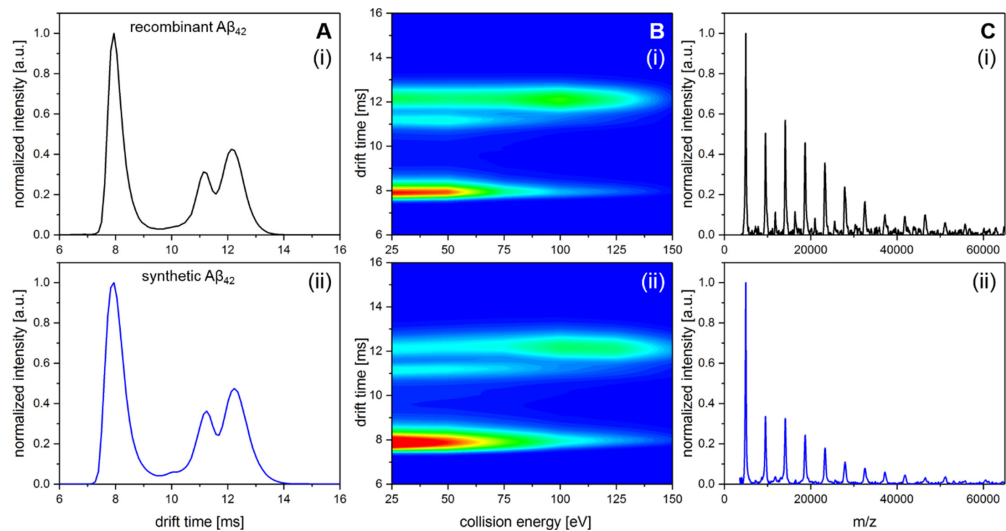 recombinant Aβ₄₂
A
(i)
normalized intensity [a.u.]
1.0
0.8
0.6
0.4
0.2
0.0
6 8 10 12 14 16
B
(i)
drift time [ms]
16
14
12
10
8
6
25 50 75 100 125 150
C
(i)
normalized intensity [a.u.]
1.0
0.8
0.6
0.4
0.2
0.0
0 20000 40000 60000
synthetic Aβ₄₂
(ii)
normalized intensity [a.u.]
1.0
0.8
0.6
0.4
0.2
0.0
6 8 10 12 14 16
drift time [ms]
(ii)
drift time [ms]
16
14
12
10
8
6
25 50 75 100 125 150
collision energy [eV]
(ii)
normalized intensity [a.u.]
1.0
0.8
0.6
0.4
0.2
0.0
0 20000 40000 60000
m/z